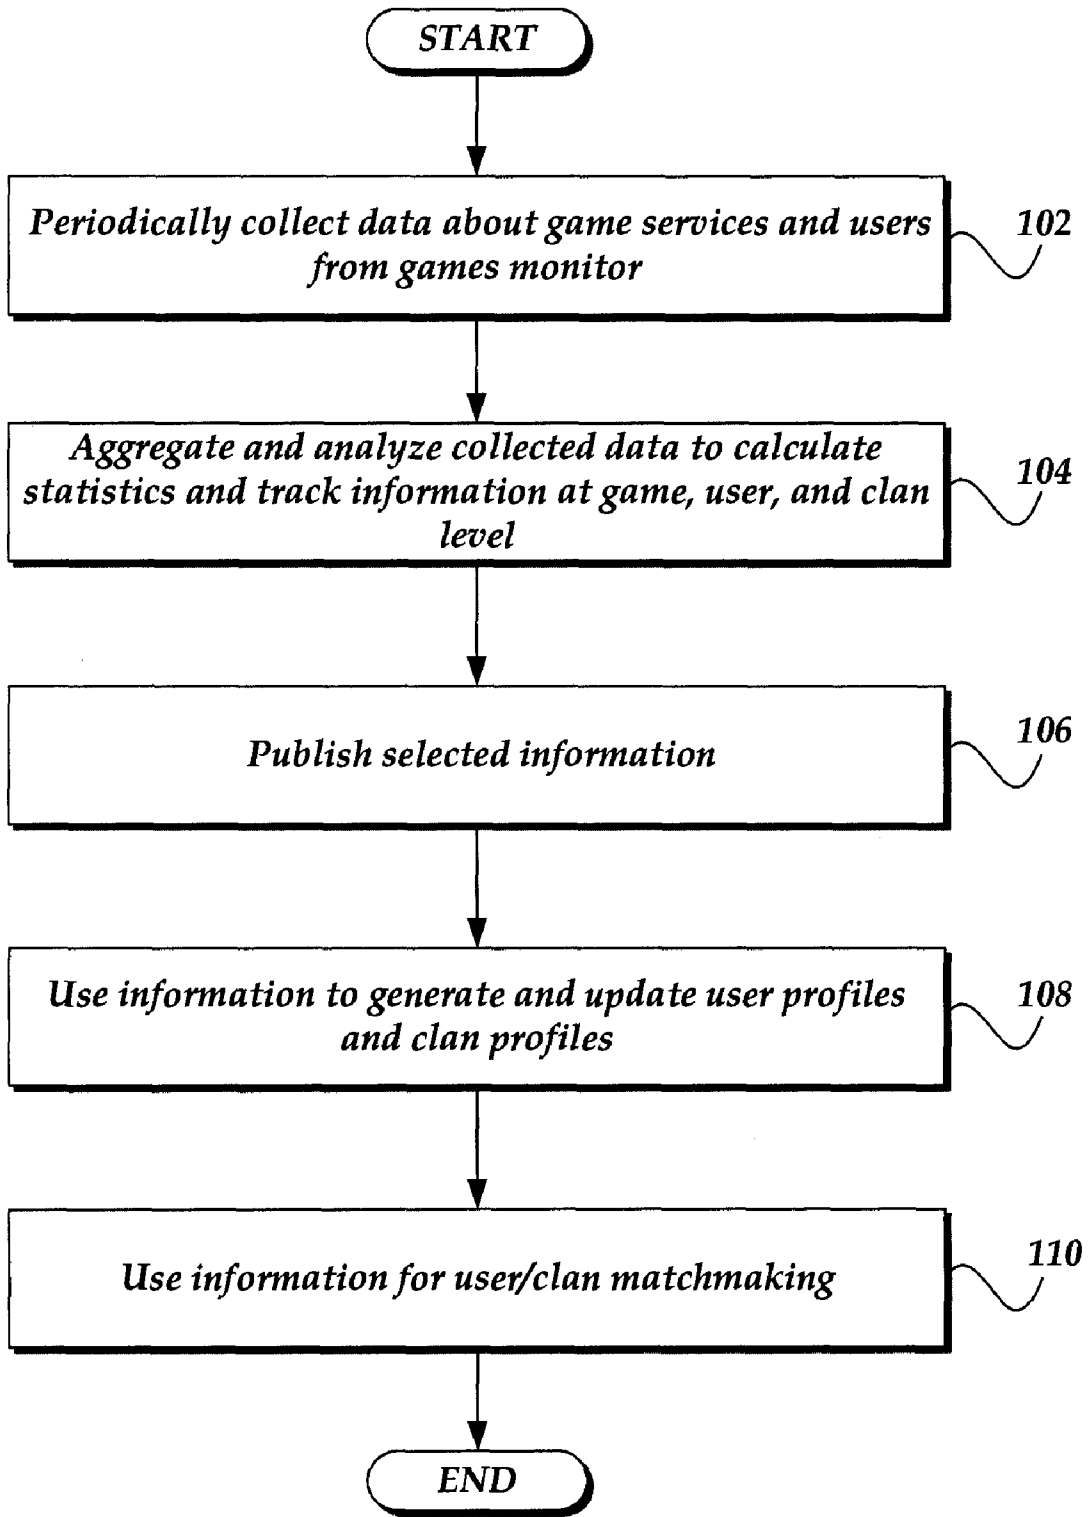 START
Periodically collect data about game services and users
from games monitor
102
Aggregate and analyze collected data to calculate
statistics and track information at game, user, and clan
level
104
Publish selected information
106
Use information to generate and update user profiles
and clan profiles
108
Use information for user/clan matchmaking
110
END